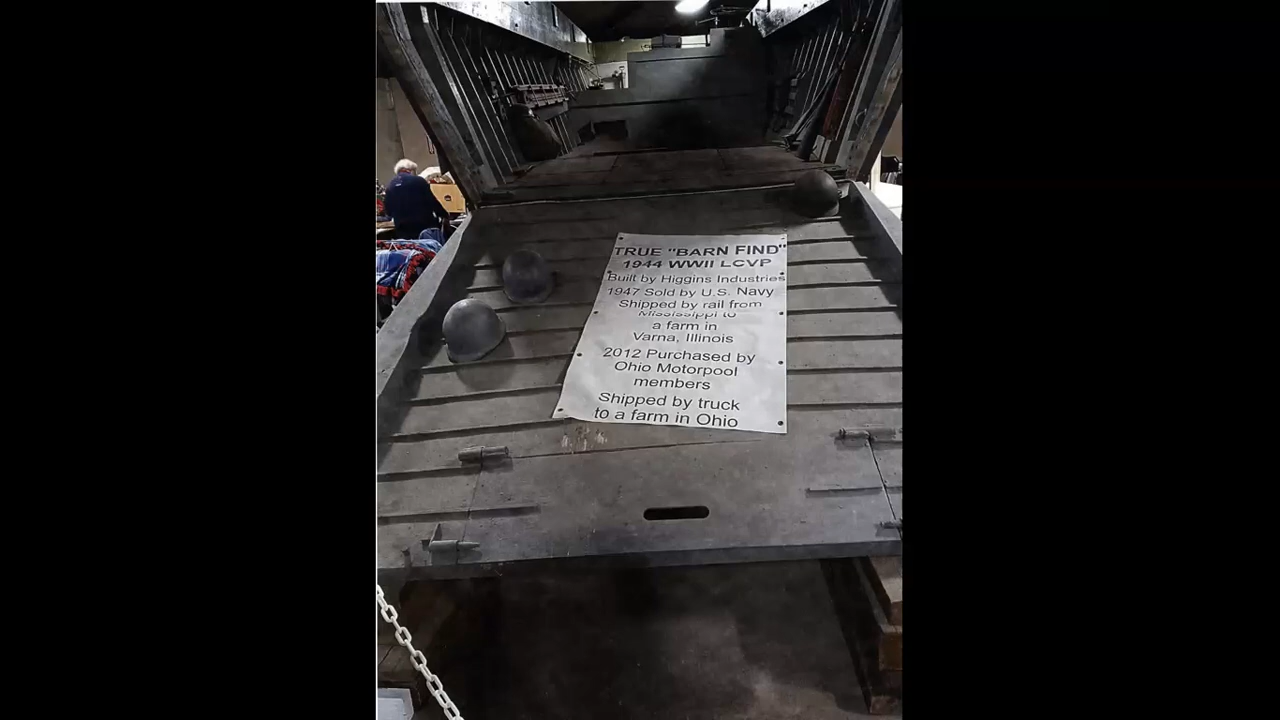 TRUE "BARN FIND"
1944 WWII LCVP
Built by Higgins Industries
1947 Sold by U.S. Navy
Shipped by rail from
Mississippi to
a farm in
Varna, Illinois
2012 Purchased by
Ohio Motorpool
members
Shipped by truck
to a farm in Ohio